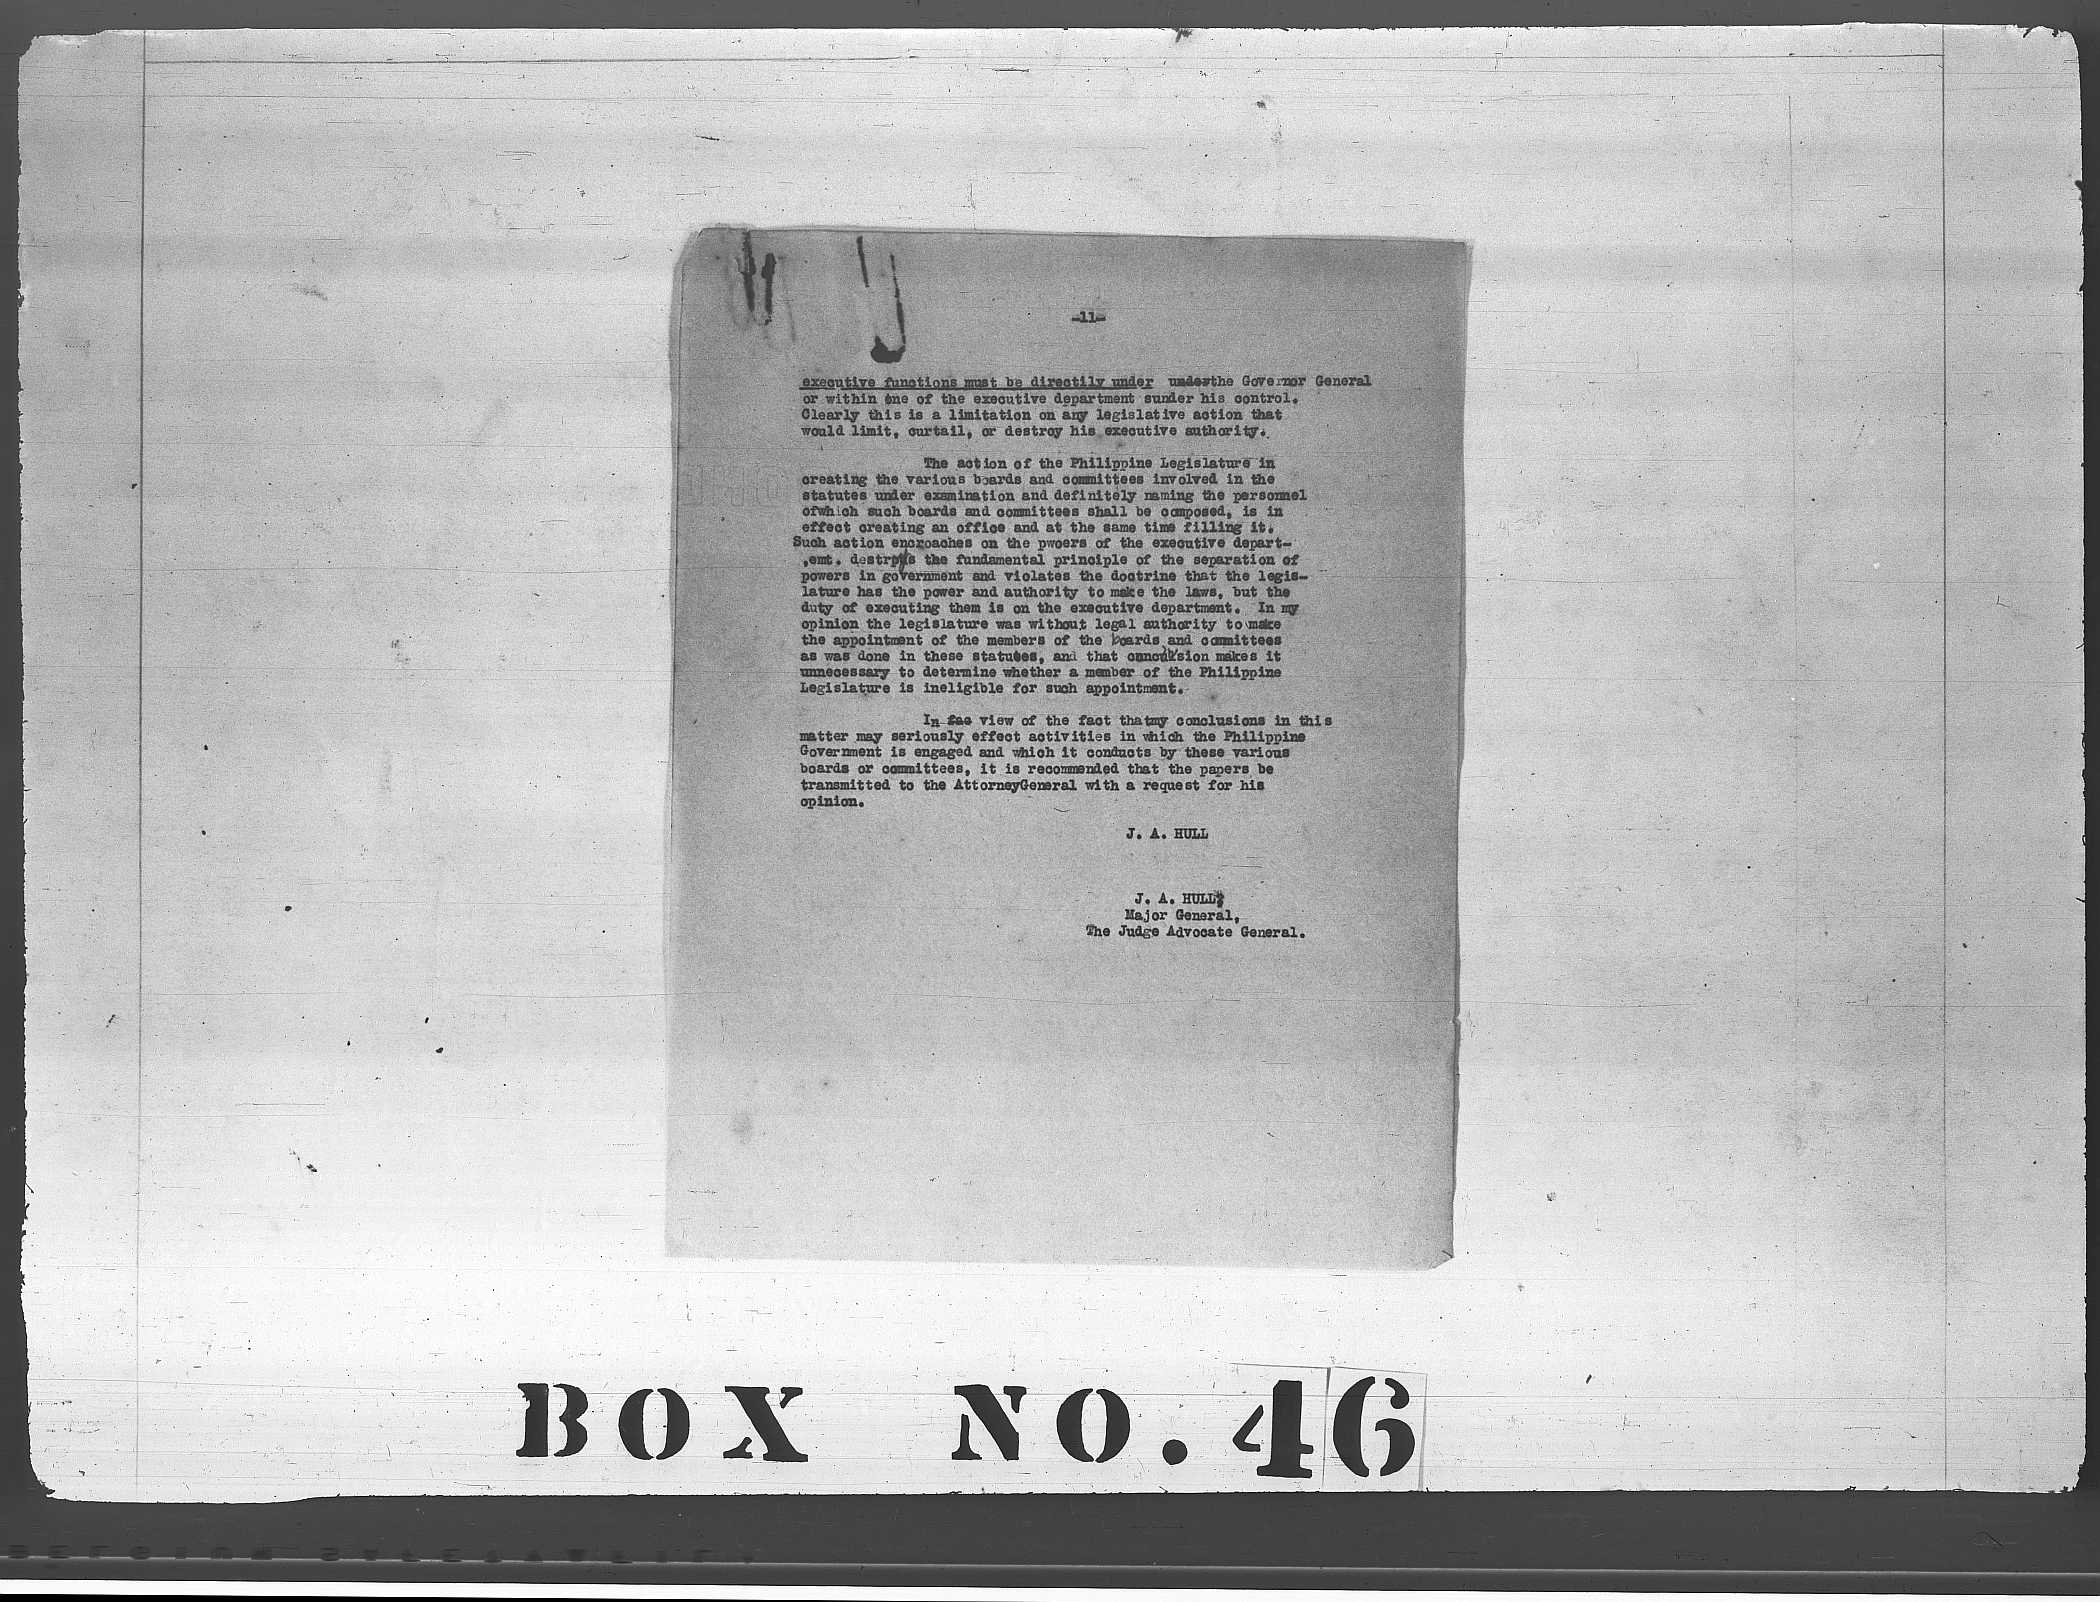 -11-
executive functions must be directily under underthe Governor General
or within one of the executive department sunder his control.
Clearly this is a limitation on any legislative action that
would limit, curtail, or destroy his executive authority.
The action of the Philippine Legislature in
creating the various boards and committees involved in the
statutes under examination and definitely naming the personnel
ofwhich such boards and committees shall be composed, is in
effect creating an office and at the same time filling it.
Such action encroaches on the pwoers of the executive depart-
,emt. destroys the fundamental principle of the separation of
powers in government and violates the doctrine that the legis-
lature has the power and authority to make the laws, but the
duty of executing them is on the executive department. In my
opinion the legislature was without legal authority to make
the appointment of the members of the boards and committees
as was done in these statutes, and that conculsion makes it
unnecessary to determine whether a member of the Philippine
Legislature is ineligible for such appointment.
In fac view of the fact thatmy conclusions in this
matter may seriously effect activities in which the Philippine
Government is engaged and which it conducts by these various
boards or committees, it is recommended that the papers be
transmitted to the AttorneyGeneral with a request for his
opinion.
J. A. HULL
J. A. HULL,
Major General,
The Judge Advocate General.
BOX NO. 46